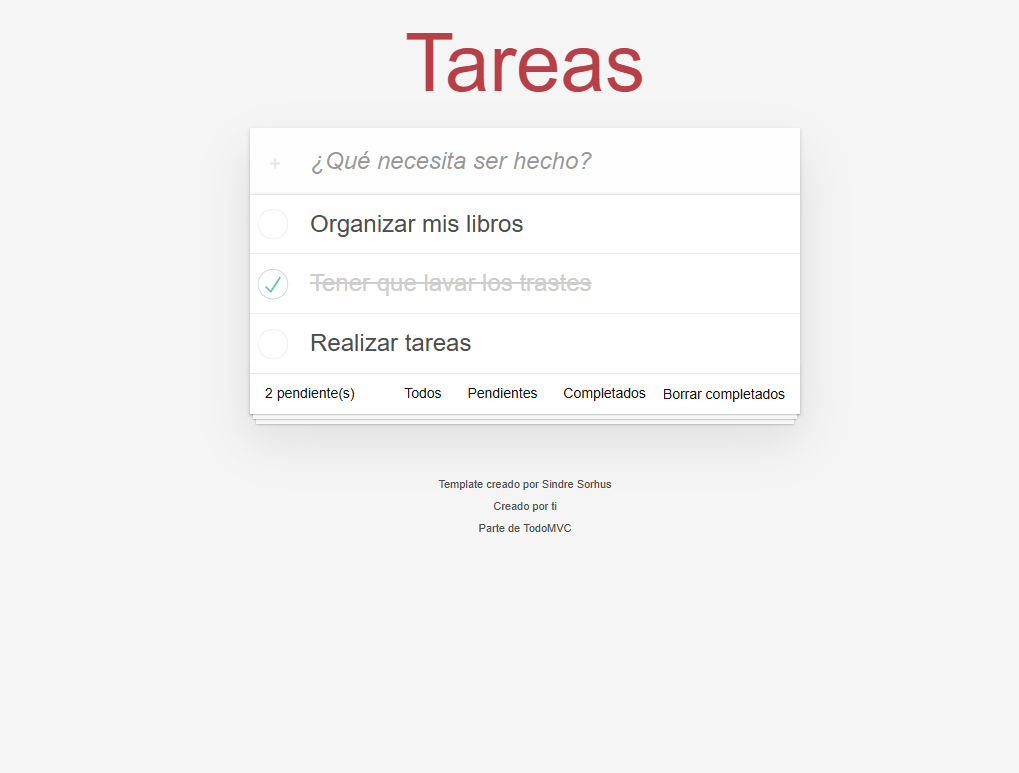 Tareas
+ ¿Qué necesita ser hecho?
Organizar mis libros
Tener que lavar los trastes
Realizar tareas
2 pendiente(s) Todos Pendientes Completados Borrar completados
Template creado por Sindre Sorhus
Creado por ti
Parte de TodoMVC